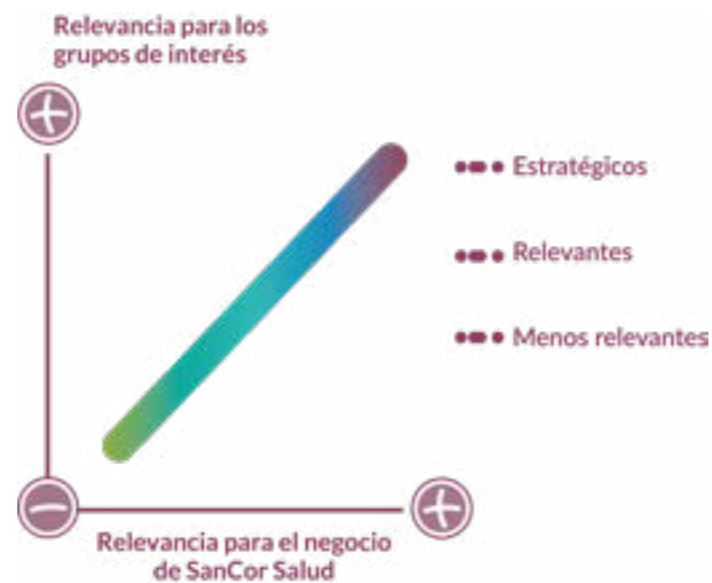 Relevancia para los
grupos de interés
Estratégicos
Relevantes
Menos relevantes
Relevancia para el negocio
de SanCor Salud